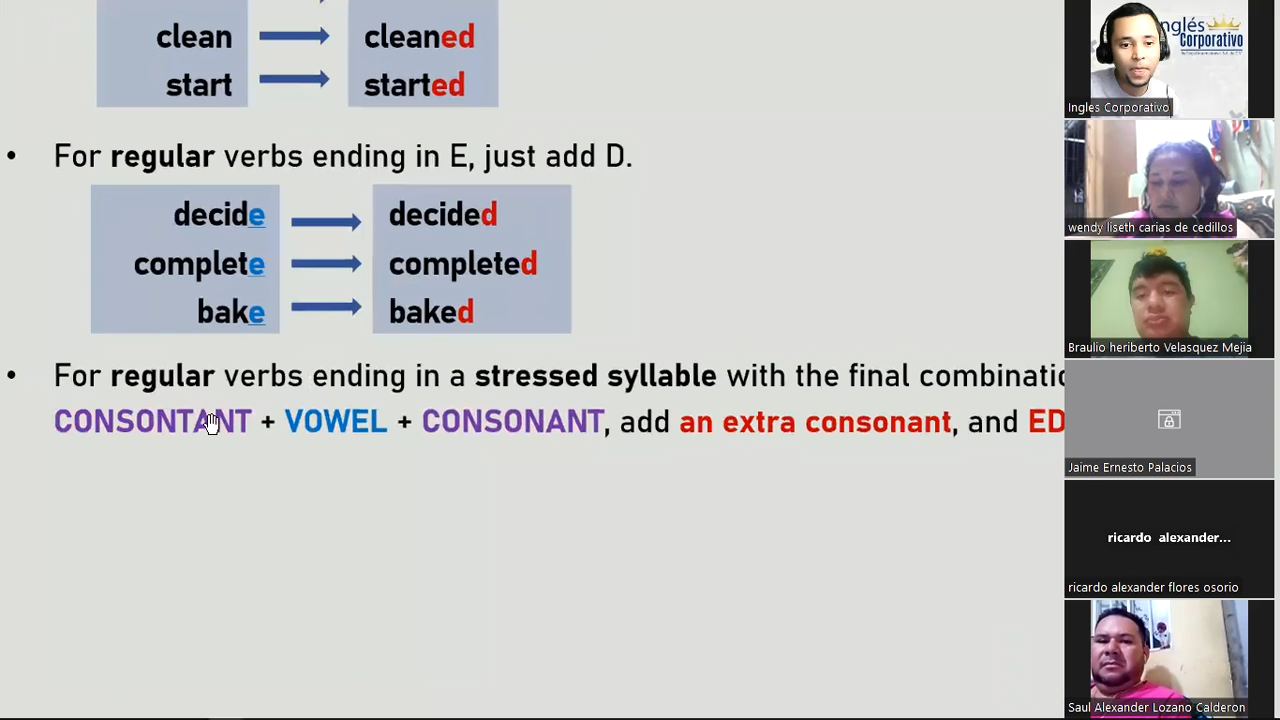 clean → cleaned
start → started
• For regular verbs ending in E, just add D.
decide → decided
complete → completed
bake → baked
• For regular verbs ending in a stressed syllable with the final
CONSONTANT + VOWEL + CONSONANT, add an extra consonant, and ED
Inglés
Corporativo
Ingles Corporativo
wendy liseth carias de cedillos
Braulio heriberto Velasquez Mejia
Jaime Ernesto Palacios
ricardo alexander...
ricardo alexander flores osorio
Saul Alexander Lozano Calderon